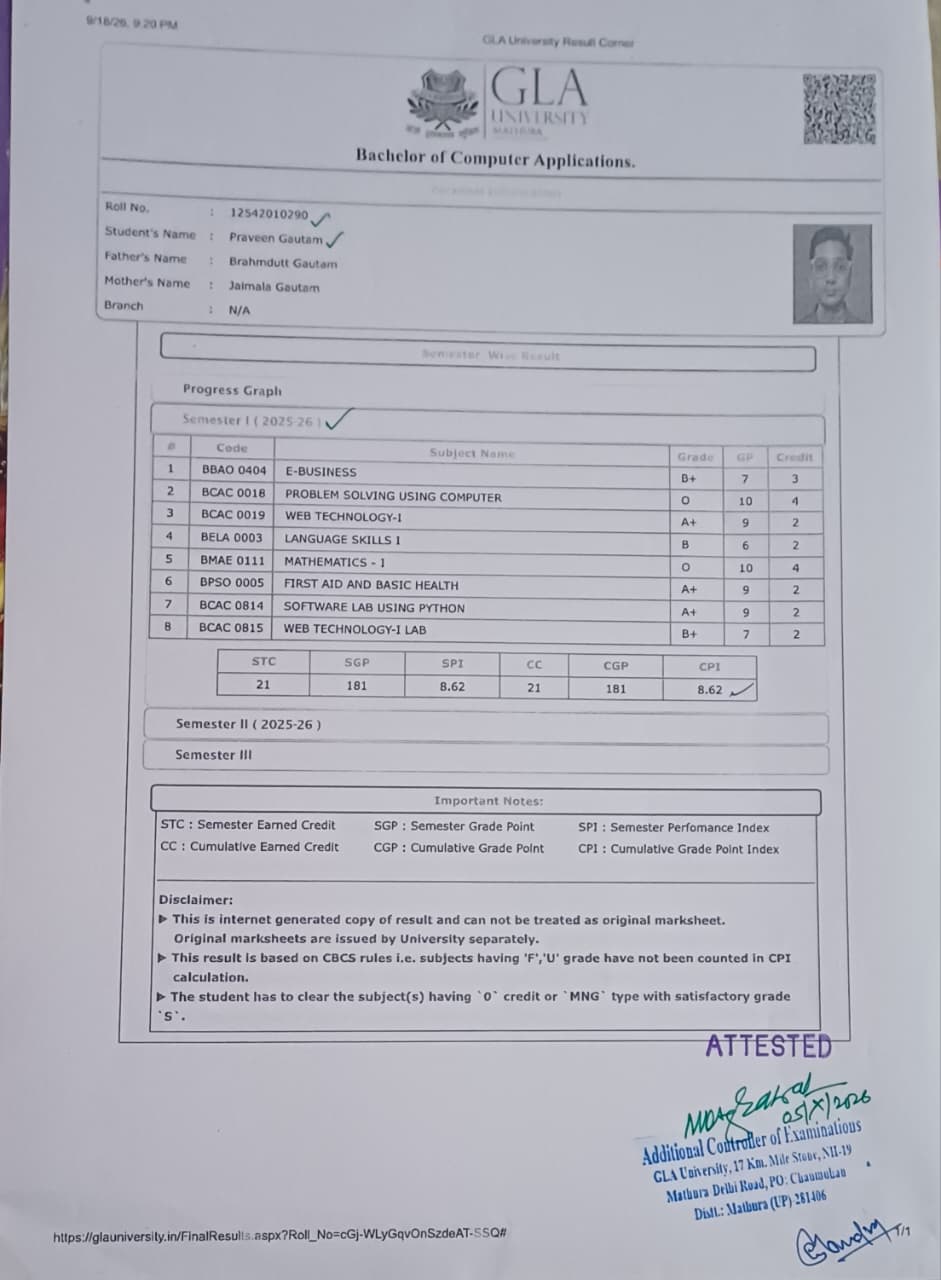 9/18/26, 9:20 PM
GLA University Result Corner
GLA
UNIVERSITY
MATHURA
Bachelor of Computer Applications.
Roll No. : 12542010290
Student's Name : Praveen Gautam
Father's Name : Brahmdutt Gautam
Mother's Name : Jaimala Gautam
Branch : N/A
Semester Wise Result
Progress Graph
Semester I ( 2025-26 )
# Code Subject Name Grade GP Credit
1 BBAO 0404 E-BUSINESS B+ 7 3
2 BCAC 0018 PROBLEM SOLVING USING COMPUTER O 10 4
3 BCAC 0019 WEB TECHNOLOGY-I A+ 9 2
4 BELA 0003 LANGUAGE SKILLS I B 6 2
5 BMAE 0111 MATHEMATICS - I O 10 4
6 BPSO 0005 FIRST AID AND BASIC HEALTH A+ 9 2
7 BCAC 0814 SOFTWARE LAB USING PYTHON A+ 9 2
8 BCAC 0815 WEB TECHNOLOGY-I LAB B+ 7 2
STC SGP SPI CC CGP CPI
21 181 8.62 21 181 8.62
Semester II ( 2025-26 )
Semester III
Important Notes:
STC : Semester Earned Credit SGP : Semester Grade Point SPI : Semester Perfomance Index
CC : Cumulative Earned Credit CGP : Cumulative Grade Point CPI : Cumulative Grade Point Index
Disclaimer:
This is internet generated copy of result and can not be treated as original marksheet.
Original marksheets are issued by University separately.
This result is based on CBCS rules i.e. subjects having 'F','U' grade have not been counted in CPI
calculation.
The student has to clear the subject(s) having `0` credit or `MNG` type with satisfactory grade
`S`.
ATTESTED
05/X/2026
Additional Controller of Examinations
GLA University, 17 Km. Mile Stone, NH-19
Mathura Delhi Road, PO: Chaumuhan
Distt.: Mathura (UP) 281406
https://glauniversity.in/FinalResults.aspx?Roll_No=cGj-WLyGqvOnSzdeAT-SSQ#
1/1